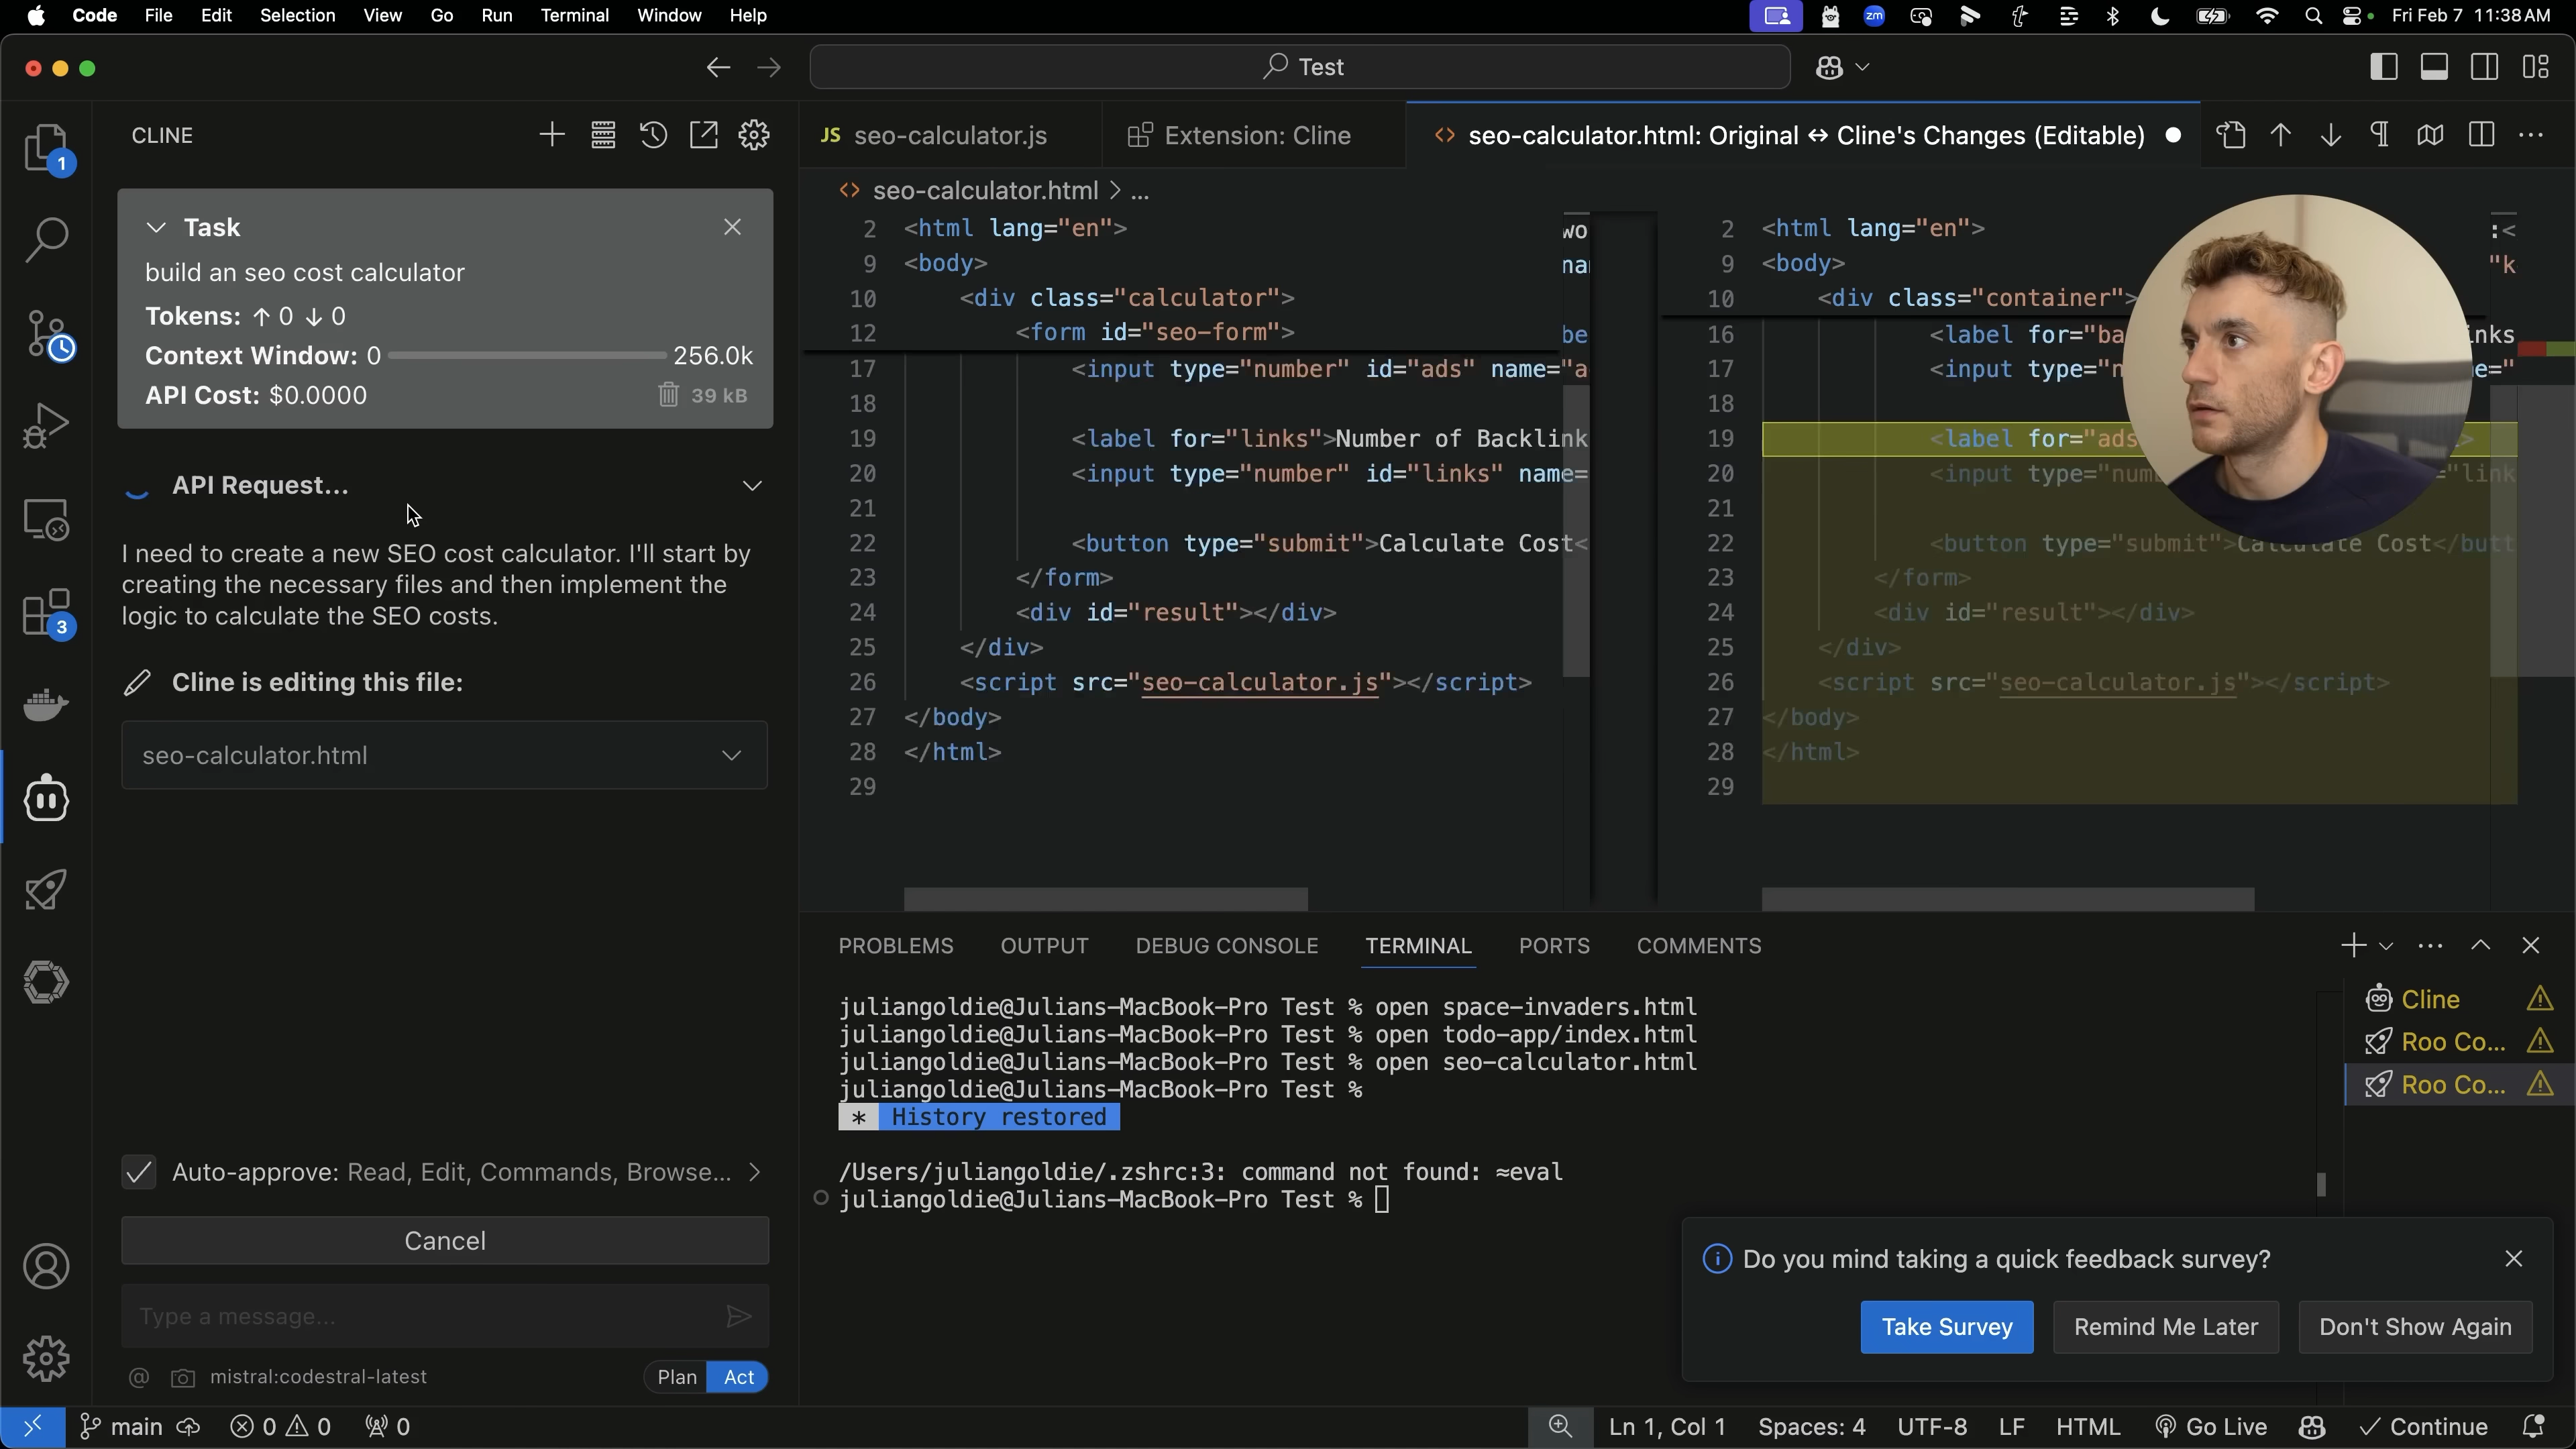 Code File Edit Selection View Go Run Terminal Window Help
zm
Fri Feb 7 11:38 AM
Test
CLINE
JS seo-calculator.js
Extension: Cline
<> seo-calculator.html: Original ↔ Cline's Changes (Editable)
1
Task
build an seo cost calculator
Tokens: ↑ 0 ↓ 0
Context Window: 0 256.0k
API Cost: $0.0000 39 kB
API Request...
I need to create a new SEO cost calculator. I'll start by
creating the necessary files and then implement the
logic to calculate the SEO costs.
Cline is editing this file:
seo-calculator.html
3
Auto-approve: Read, Edit, Commands, Browse...
Cancel
Type a message...
@ mistral:codestral-latest
Plan Act
<> seo-calculator.html > ...
2 <html lang="en">
9 <body>
10 <div class="calculator">
12 <form id="seo-form">
17 <input type="number" id="ads" name="a
18
19 <label for="links">Number of Backlink
20 <input type="number" id="links" name=
21
22 <button type="submit">Calculate Cost<
23 </form>
24 <div id="result"></div>
25 </div>
26 <script src="seo-calculator.js"></script>
27 </body>
28 </html>
29
2 <html lang="en">
9 <body>
10 <div class="container">
16 <label for="ba
17 <input type="n
18
19 <label for="ads
20 <input type="num
21
22 <button type="submit">Calculate Cost</butt
23 </form>
24 <div id="result"></div>
25 </div>
26 <script src="seo-calculator.js"></script>
27 </body>
28 </html>
29
PROBLEMS OUTPUT DEBUG CONSOLE TERMINAL PORTS COMMENTS
juliangoldie@Julians-MacBook-Pro Test % open space-invaders.html
juliangoldie@Julians-MacBook-Pro Test % open todo-app/index.html
juliangoldie@Julians-MacBook-Pro Test % open seo-calculator.html
juliangoldie@Julians-MacBook-Pro Test %
* History restored
/Users/juliangoldie/.zshrc:3: command not found: ≈eval
juliangoldie@Julians-MacBook-Pro Test %
Cline
Roo Co...
Roo Co...
Do you mind taking a quick feedback survey?
Take Survey
Remind Me Later
Don't Show Again
main 0 0 0
Ln 1, Col 1 Spaces: 4 UTF-8 LF HTML Go Live Continue